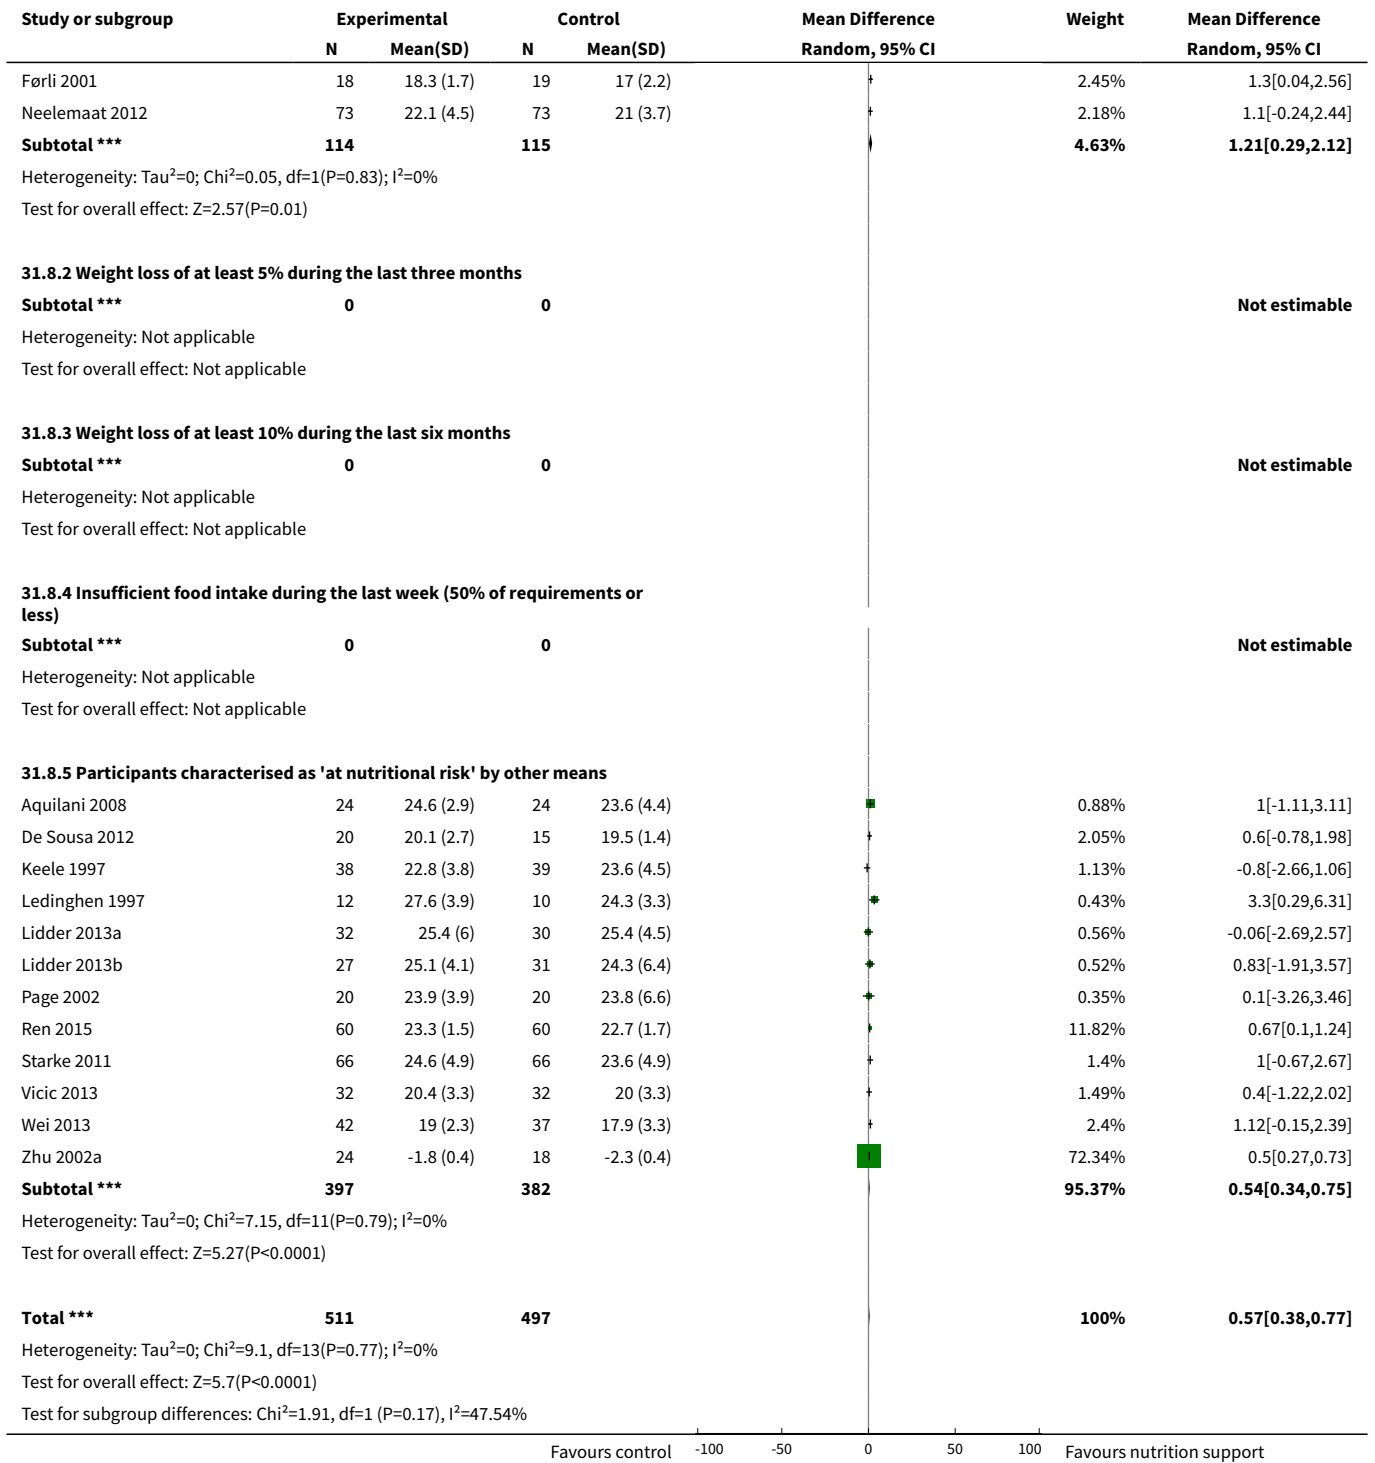 Study or subgroup Experimental Control Mean Difference Weight Mean Difference
N Mean(SD) N Mean(SD) Random, 95% CI Random, 95% CI
Førli 2001 18 18.3 (1.7) 19 17 (2.2) 2.45% 1.3[0.04,2.56]
Neelemaat 2012 73 22.1 (4.5) 73 21 (3.7) 2.18% 1.1[-0.24,2.44]
Subtotal *** 114 115 4.63% 1.21[0.29,2.12]
Heterogeneity: Tau²=0; Chi²=0.05, df=1(P=0.83); I²=0%
Test for overall effect: Z=2.57(P=0.01)
31.8.2 Weight loss of at least 5% during the last three months
Subtotal *** 0 0 Not estimable
Heterogeneity: Not applicable
Test for overall effect: Not applicable
31.8.3 Weight loss of at least 10% during the last six months
Subtotal *** 0 0 Not estimable
Heterogeneity: Not applicable
Test for overall effect: Not applicable
31.8.4 Insufficient food intake during the last week (50% of requirements or
less)
Subtotal *** 0 0 Not estimable
Heterogeneity: Not applicable
Test for overall effect: Not applicable
31.8.5 Participants characterised as 'at nutritional risk' by other means
Aquilani 2008 24 24.6 (2.9) 24 23.6 (4.4) 0.88% 1[-1.11,3.11]
De Sousa 2012 20 20.1 (2.7) 15 19.5 (1.4) 2.05% 0.6[-0.78,1.98]
Keele 1997 38 22.8 (3.8) 39 23.6 (4.5) 1.13% -0.8[-2.66,1.06]
Ledinghen 1997 12 27.6 (3.9) 10 24.3 (3.3) 0.43% 3.3[0.29,6.31]
Lidder 2013a 32 25.4 (6) 30 25.4 (4.5) 0.56% -0.06[-2.69,2.57]
Lidder 2013b 27 25.1 (4.1) 31 24.3 (6.4) 0.52% 0.83[-1.91,3.57]
Page 2002 20 23.9 (3.9) 20 23.8 (6.6) 0.35% 0.1[-3.26,3.46]
Ren 2015 60 23.3 (1.5) 60 22.7 (1.7) 11.82% 0.67[0.1,1.24]
Starke 2011 66 24.6 (4.9) 66 23.6 (4.9) 1.4% 1[-0.67,2.67]
Vicic 2013 32 20.4 (3.3) 32 20 (3.3) 1.49% 0.4[-1.22,2.02]
Wei 2013 42 19 (2.3) 37 17.9 (3.3) 2.4% 1.12[-0.15,2.39]
Zhu 2002a 24 -1.8 (0.4) 18 -2.3 (0.4) 72.34% 0.5[0.27,0.73]
Subtotal *** 397 382 95.37% 0.54[0.34,0.75]
Heterogeneity: Tau²=0; Chi²=7.15, df=11(P=0.79); I²=0%
Test for overall effect: Z=5.27(P<0.0001)
Total *** 511 497 100% 0.57[0.38,0.77]
Heterogeneity: Tau²=0; Chi²=9.1, df=13(P=0.77); I²=0%
Test for overall effect: Z=5.7(P<0.0001)
Test for subgroup differences: Chi²=1.91, df=1 (P=0.17), I²=47.54%
Favours control -100 -50 0 50 100 Favours nutrition support